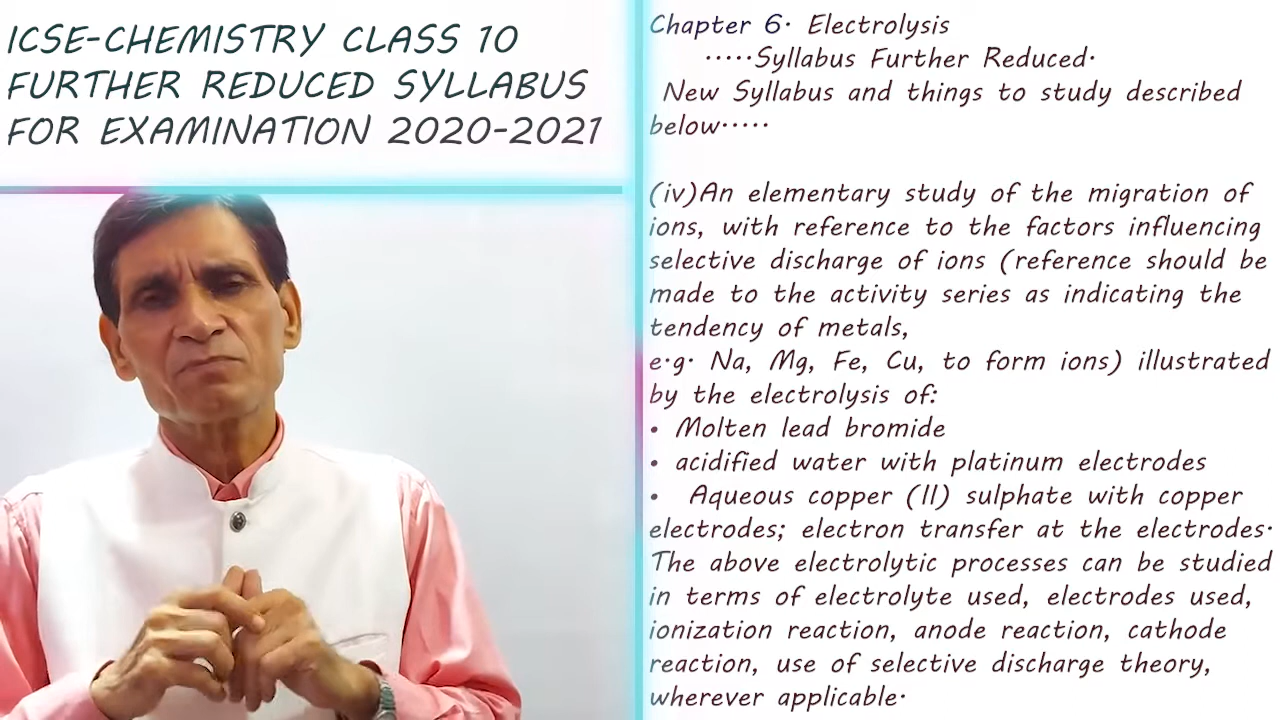 ICSE-CHEMISTRY CLASS 10
FURTHER REDUCED SYLLABUS
FOR EXAMINATION 2020-2021
Chapter 6· Electrolysis
·····Syllabus Further Reduced·
New Syllabus and things to study described
below·····
(iv)An elementary study of the migration of
ions, with reference to the factors influencing
selective discharge of ions (reference should be
made to the activity series as indicating the
tendency of metals,
e·g· Na, Mg, Fe, Cu, to form ions) illustrated
by the electrolysis of:
• Molten lead bromide
• acidified water with platinum electrodes
• Aqueous copper (II) sulphate with copper
electrodes; electron transfer at the electrodes·
The above electrolytic processes can be studied
in terms of electrolyte used, electrodes used,
ionization reaction, anode reaction, cathode
reaction, use of selective discharge theory,
wherever applicable·